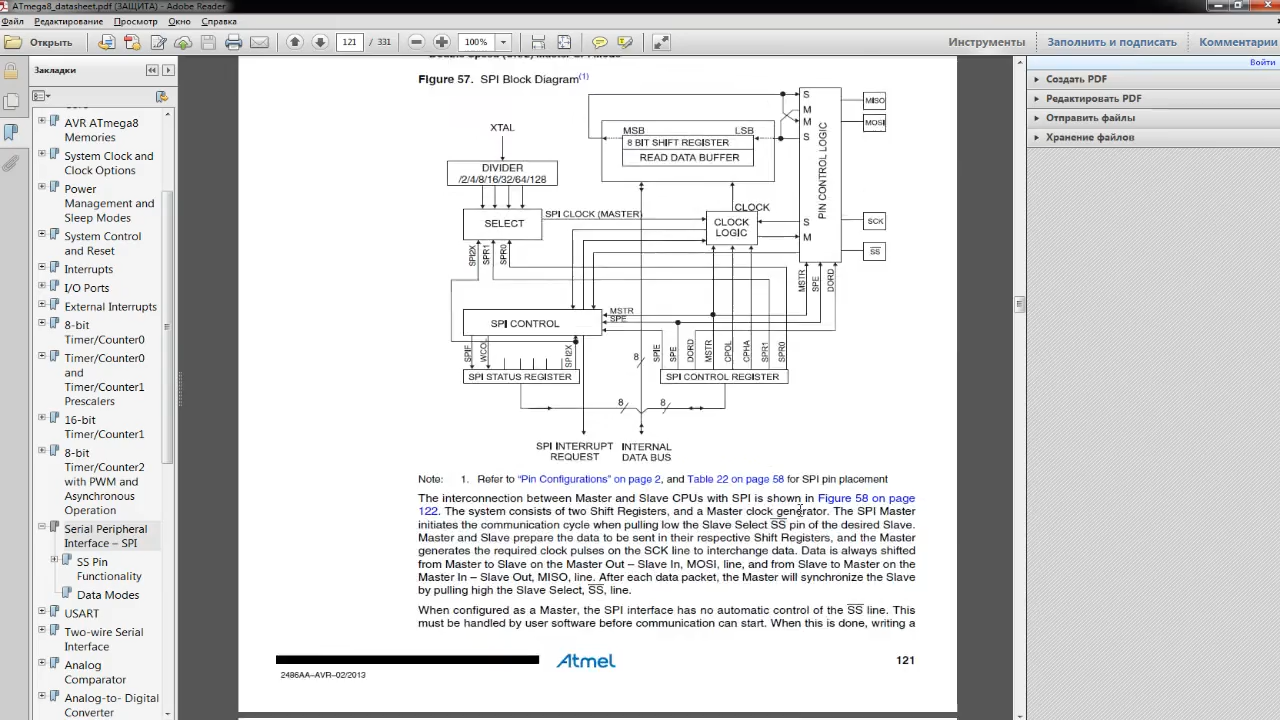 ATmega8_datasheet.pdf (ЗАЩИТА) - Adobe Reader
Файл Редактирование Просмотр Окно Справка
Открыть 121 / 331 100% Инструменты Заполнить и подписать Комментарии
Войти
Закладки
AVR ATmega8
Memories
System Clock and
Clock Options
Power
Management and
Sleep Modes
System Control
and Reset
Interrupts
I/O Ports
External Interrupts
8-bit
Timer/Counter0
Timer/Counter0
and
Timer/Counter1
Prescalers
16-bit
Timer/Counter1
8-bit
Timer/Counter2
with PWM and
Asynchronous
Operation
Serial Peripheral
Interface – SPI
SS Pin
Functionality
Data Modes
USART
Two-wire Serial
Interface
Analog
Comparator
Analog-to- Digital
Converter
Создать PDF
Редактировать PDF
Отправить файлы
Хранение файлов
Figure 57. SPI Block Diagram(1)
XTAL
DIVIDER
/2/4/8/16/32/64/128
SELECT
SPI CLOCK (MASTER)
SPI2X
SPR1
SPR0
MSB LSB
8 BIT SHIFT REGISTER
READ DATA BUFFER
CLOCK
CLOCK
LOGIC
S
M
M
S
S
M
PIN CONTROL LOGIC
MISO
MOSI
SCK
SS
MSTR
SPE
DORD
SPI CONTROL
MSTR
SPE
SPIF
WCOL
SPI2X
SPI STATUS REGISTER
8
SPIE
SPE
DORD
MSTR
CPOL
CPHA
SPR1
SPR0
SPI CONTROL REGISTER
8 8
SPI INTERRUPT
REQUEST
INTERNAL
DATA BUS
Note: 1. Refer to “Pin Configurations” on page 2, and Table 22 on page 58 for SPI pin placement
The interconnection between Master and Slave CPUs with SPI is shown in Figure 58 on page
122. The system consists of two Shift Registers, and a Master clock generator. The SPI Master
initiates the communication cycle when pulling low the Slave Select SS pin of the desired Slave.
Master and Slave prepare the data to be sent in their respective Shift Registers, and the Master
generates the required clock pulses on the SCK line to interchange data. Data is always shifted
from Master to Slave on the Master Out – Slave In, MOSI, line, and from Slave to Master on the
Master In – Slave Out, MISO, line. After each data packet, the Master will synchronize the Slave
by pulling high the Slave Select, SS, line.
When configured as a Master, the SPI interface has no automatic control of the SS line. This
must be handled by user software before communication can start. When this is done, writing a
Atmel
121
2486AA–AVR–02/2013